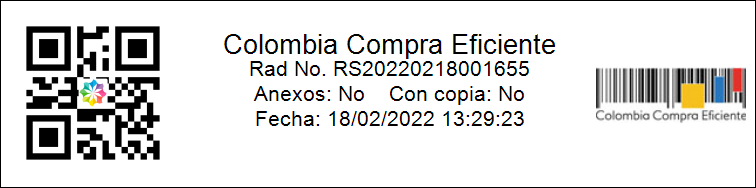 Colombia Compra Eficiente
Rad No. RS20220218001655
Anexos: No Con copia: No
Fecha: 18/02/2022 13:29:23
Colombia Compra Eficiente